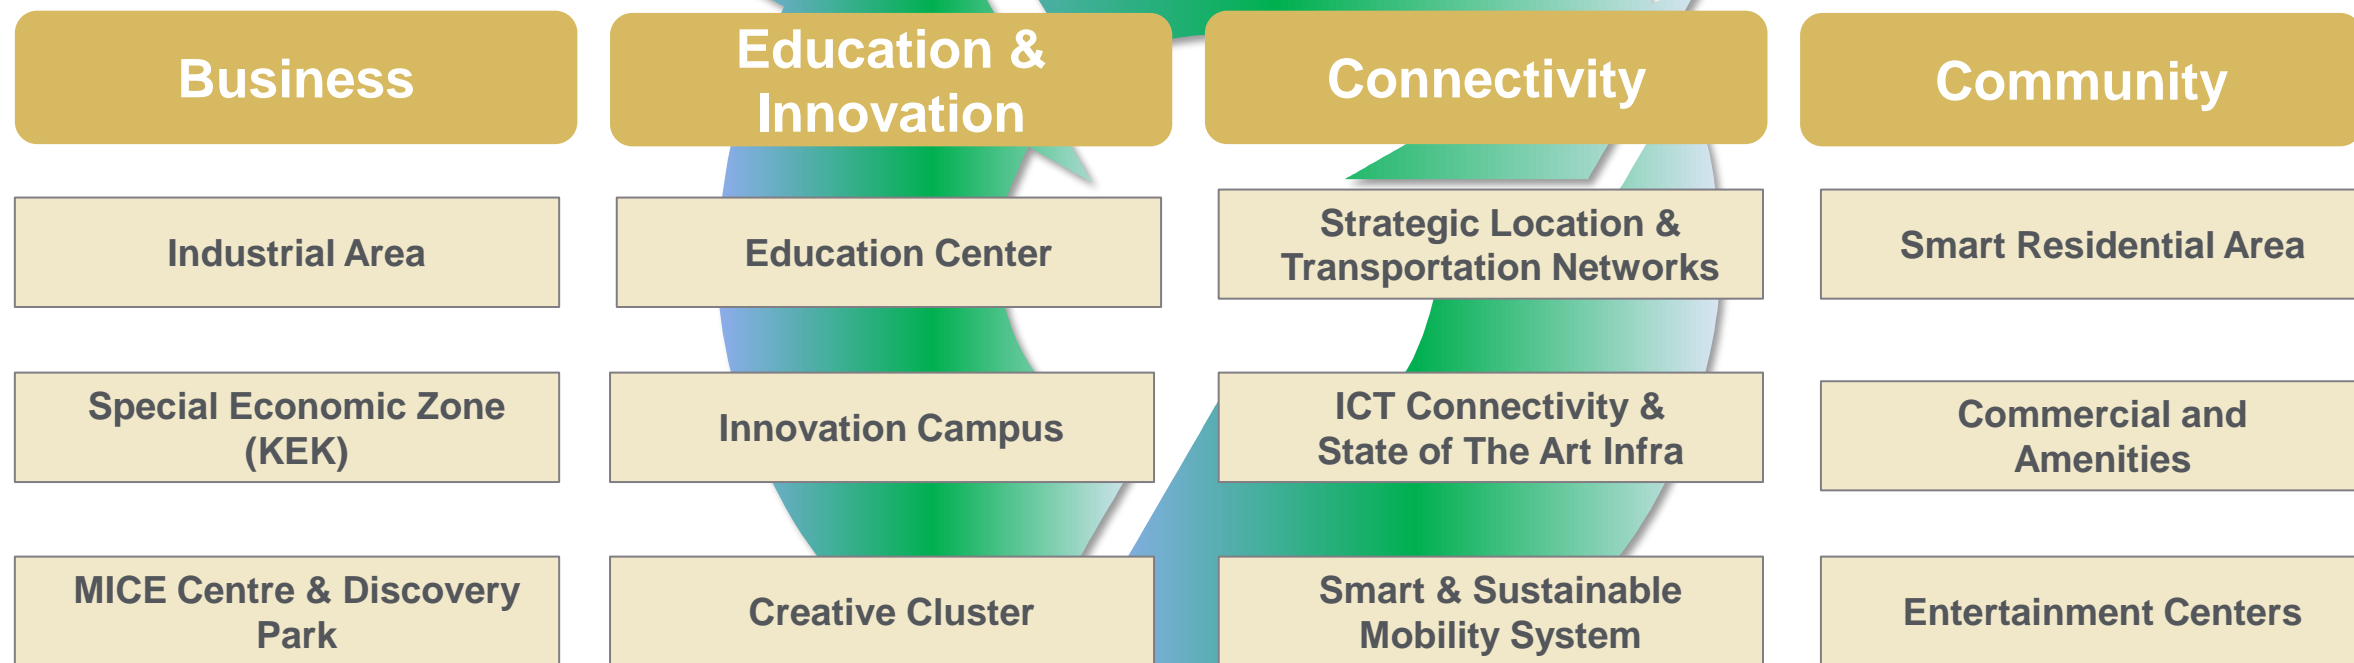 Business
Education &
Innovation
Connectivity
Community
Industrial Area
Education Center
Strategic Location &
Transportation Networks
Smart Residential Area
Special Economic Zone
(KEK)
Innovation Campus
ICT Connectivity &
State of The Art Infra
Commercial and
Amenities
MICE Centre & Discovery
Park
Creative Cluster
Smart & Sustainable
Mobility System
Entertainment Centers